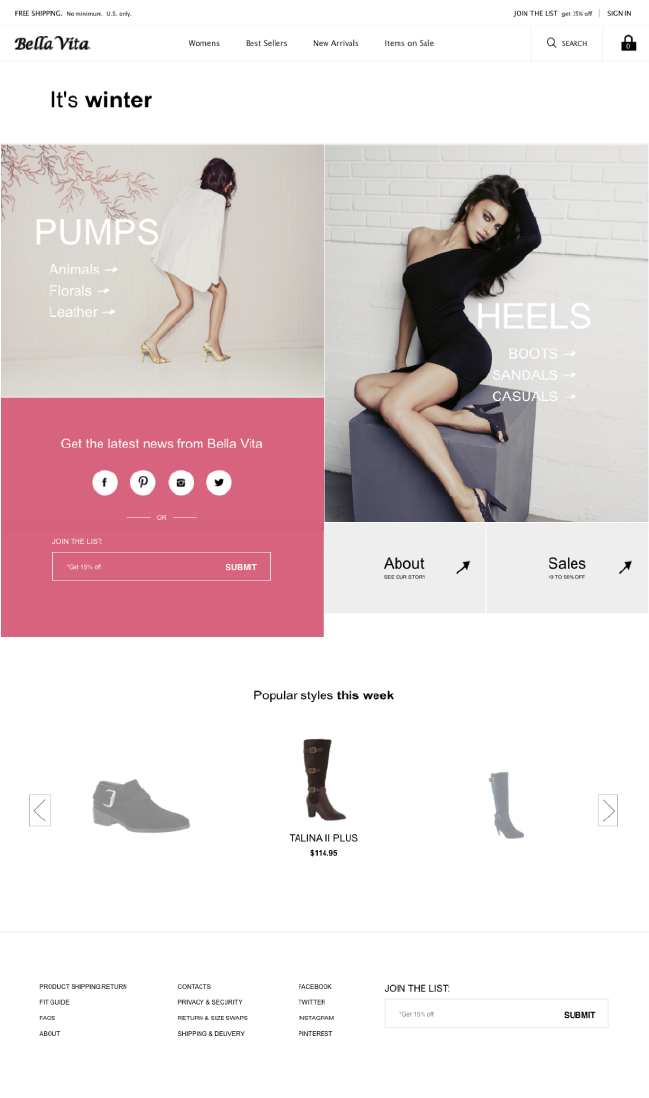 FREE SHIPPNG. No minimum. U.S. only.
JOIN THE LIST get 15% off | SIGN IN
Bella Vita
Womens
Best Sellers
New Arrivals
Items on Sale
SEARCH
0
It's winter
PUMPS
Animals
Florals
Leather
HEELS
BOOTS
SANDALS
CASUALS
Get the latest news from Bella Vita
OR
JOIN THE LIST:
*Get 15% off
SUBMIT
About
SEE OUR STORY
Sales
10 TO 50% OFF
Popular styles this week
TALINA II PLUS
$114.95
PRODUCT SHIPPING RETURN
FIT GUIDE
FAQS
ABOUT
CONTACTS
PRIVACY & SECURITY
RETURN & SIZE SWAPS
SHIPPING & DELIVERY
FACEBOOK
TWITTER
INSTAGRAM
PINTEREST
JOIN THE LIST:
*Get 15% off
SUBMIT